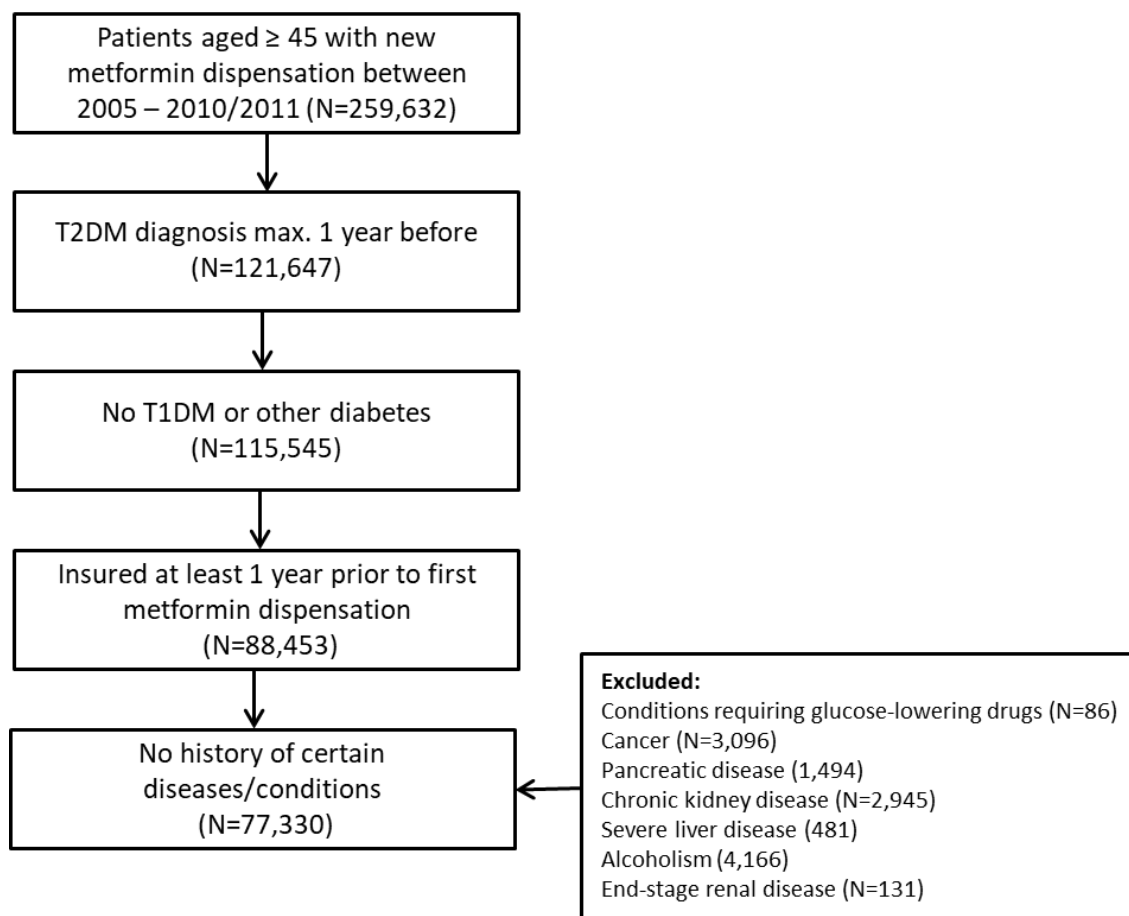 Patients aged ≥ 45 with new
metformin dispensation between
2005 – 2010/2011 (N=259,632)
T2DM diagnosis max. 1 year before
(N=121,647)
No T1DM or other diabetes
(N=115,545)
Insured at least 1 year prior to first
metformin dispensation
(N=88,453)
No history of certain
diseases/conditions
(N=77,330)
Excluded:
Conditions requiring glucose-lowering drugs (N=86)
Cancer (N=3,096)
Pancreatic disease (1,494)
Chronic kidney disease (N=2,945)
Severe liver disease (481)
Alcoholism (4,166)
End-stage renal disease (N=131)